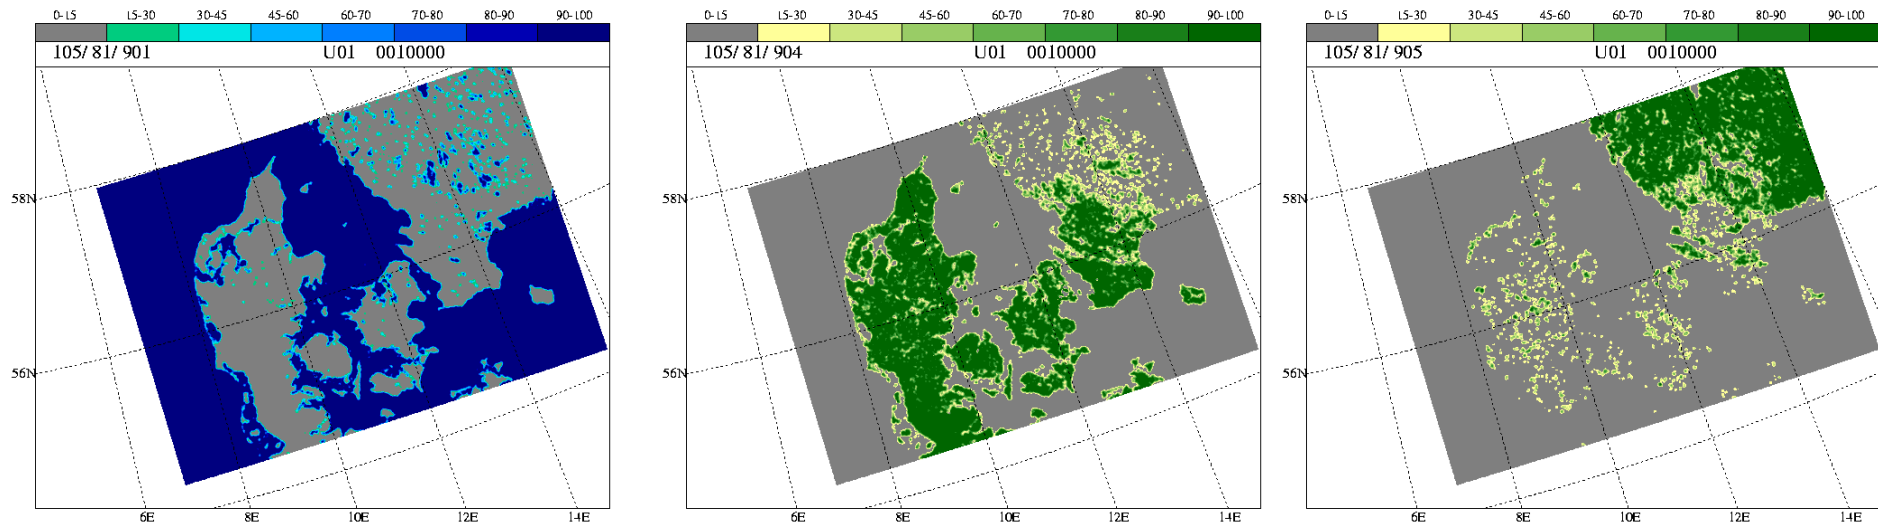 0-15 15-30 30-45 45-60 60-70 70-80 80-90 90-100
105/ 81/ 901 U01 0010000
58N
56N
6E 8E 10E 12E 14E
0-15 15-30 30-45 45-60 60-70 70-80 80-90 90-100
105/ 81/ 904 U01 0010000
58N
56N
6E 8E 10E 12E 14E
0-15 15-30 30-45 45-60 60-70 70-80 80-90 90-100
105/ 81/ 905 U01 0010000
58N
56N
6E 8E 10E 12E 14E